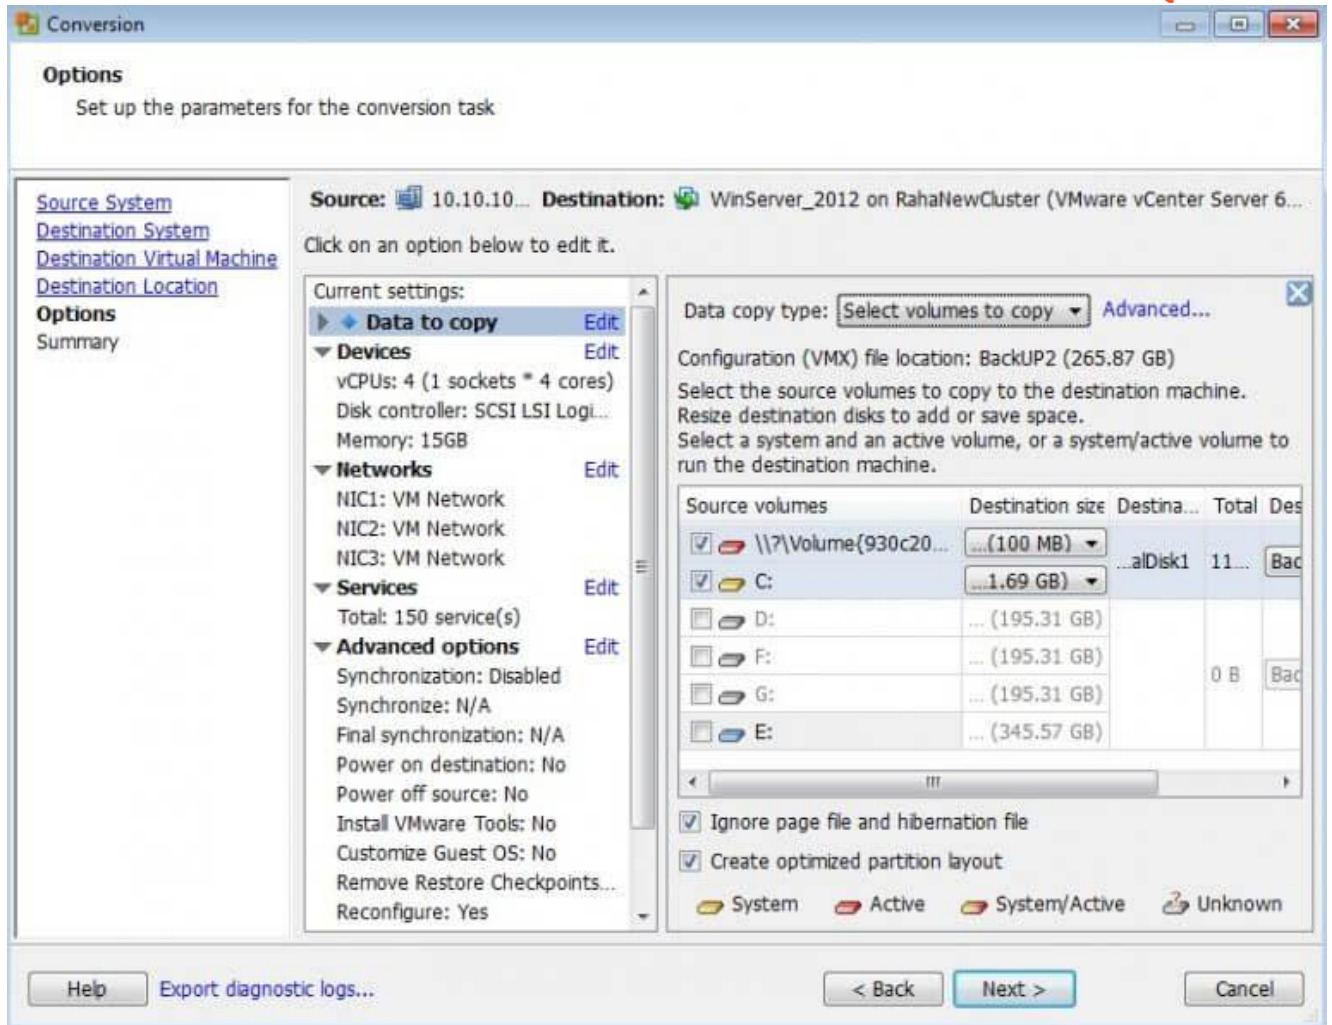 Conversion
Options
Set up the parameters for the conversion task
Source System
Destination System
Destination Virtual Machine
Destination Location
Options
Summary
Source: 10.10.10... Destination: WinServer_2012 on RahaNewCluster (VMware vCenter Server 6...
Click on an option below to edit it.
Current settings:
Data to copy Edit
Devices Edit
vCPUs: 4 (1 sockets * 4 cores)
Disk controller: SCSI LSI Logi...
Memory: 15GB
Networks Edit
NIC1: VM Network
NIC2: VM Network
NIC3: VM Network
Services Edit
Total: 150 service(s)
Advanced options Edit
Synchronization: Disabled
Synchronize: N/A
Final synchronization: N/A
Power on destination: No
Power off source: No
Install VMware Tools: No
Customize Guest OS: No
Remove Restore Checkpoints...
Reconfigure: Yes
Data copy type: Select volumes to copy Advanced...
Configuration (VMX) file location: BackUP2 (265.87 GB)
Select the source volumes to copy to the destination machine.
Resize destination disks to add or save space.
Select a system and an active volume, or a system/active volume to
run the destination machine.
Source volumes Destination size Destina... Total Des
\\?\Volume{930c20... ...(100 MB)
...alDisk1 11... Bac
C: ...1.69 GB)
D: ... (195.31 GB)
F: ... (195.31 GB)
0 B Bac
G: ... (195.31 GB)
E: ... (345.57 GB)
Ignore page file and hibernation file
Create optimized partition layout
System Active System/Active Unknown
Help Export diagnostic logs... < Back Next > Cancel